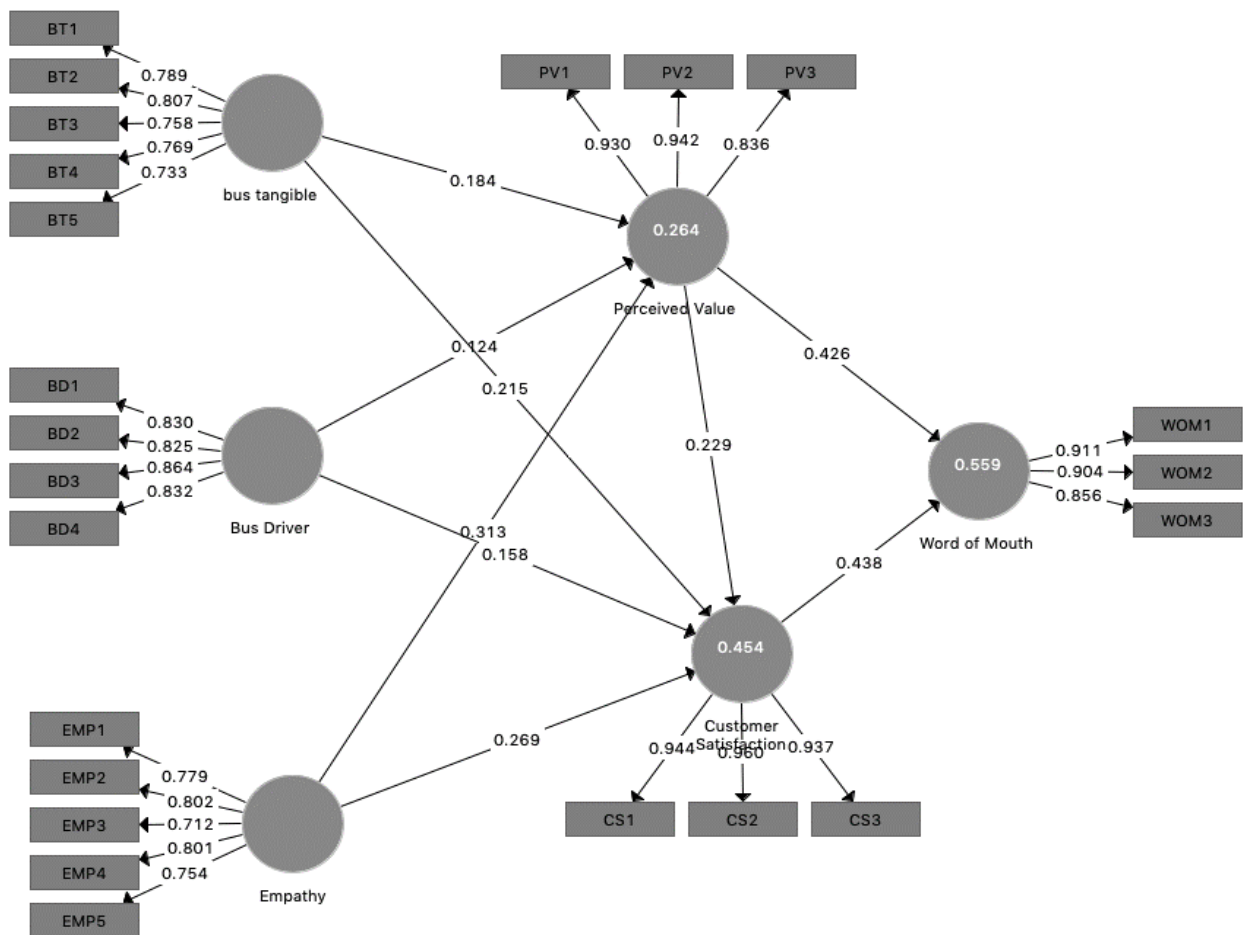 BT1
BT2
BT3
BT4
BT5
0.789
0.807
0.758
0.769
0.733
bus tangible
PV1
PV2
PV3
0.930
0.942
0.836
0.184
0.264
Perceived Value
0.124
0.215
0.426
0.229
BD1
BD2
BD3
BD4
0.830
0.825
0.864
0.832
Bus Driver
0.313
0.158
0.559
Word of Mouth
0.911
0.904
0.856
WOM1
WOM2
WOM3
0.438
0.454
Customer
Satisfaction
0.269
0.944
0.960
0.937
CS1
CS2
CS3
EMP1
EMP2
EMP3
EMP4
EMP5
0.779
0.802
0.712
0.801
0.754
Empathy